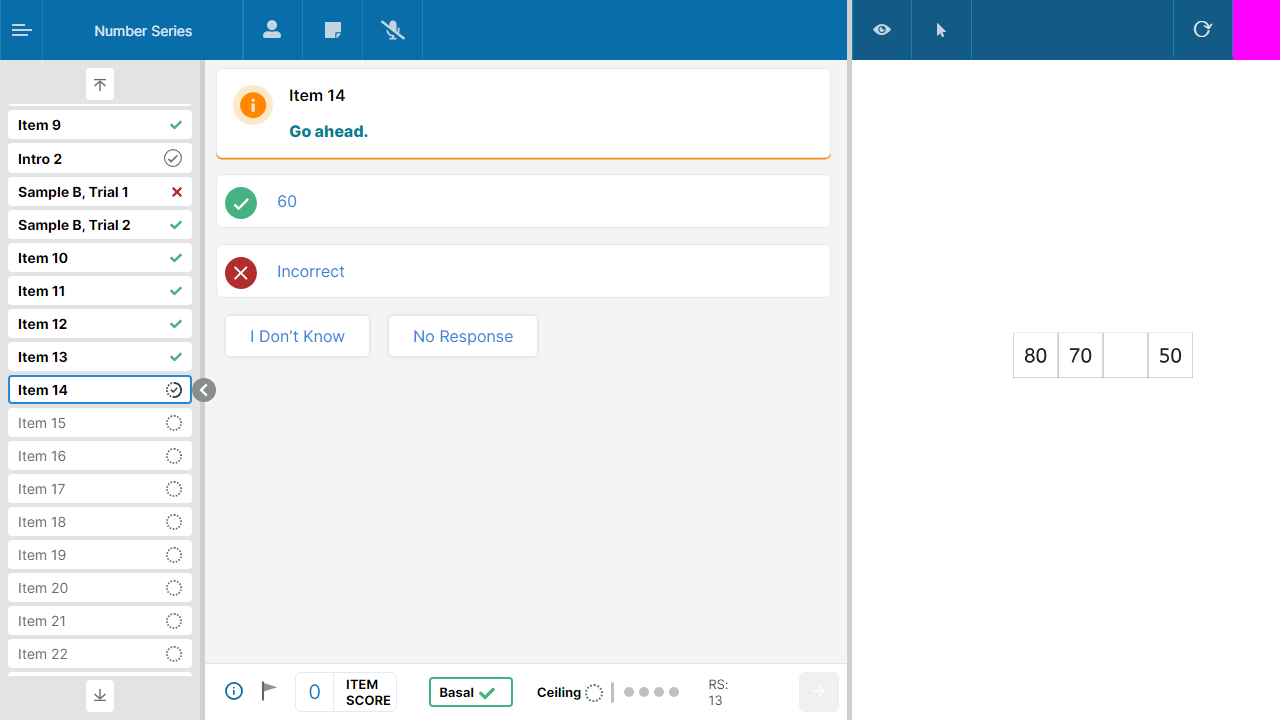 Number Series
Item 9
Intro 2
Sample B, Trial 1
Sample B, Trial 2
Item 10
Item 11
Item 12
Item 13
Item 14
Item 15
Item 16
Item 17
Item 18
Item 19
Item 20
Item 21
Item 22
Item 14
Go ahead.
60
Incorrect
I Don’t Know
No Response
0
ITEM
SCORE
Basal
Ceiling
RS:
13
80 70 50